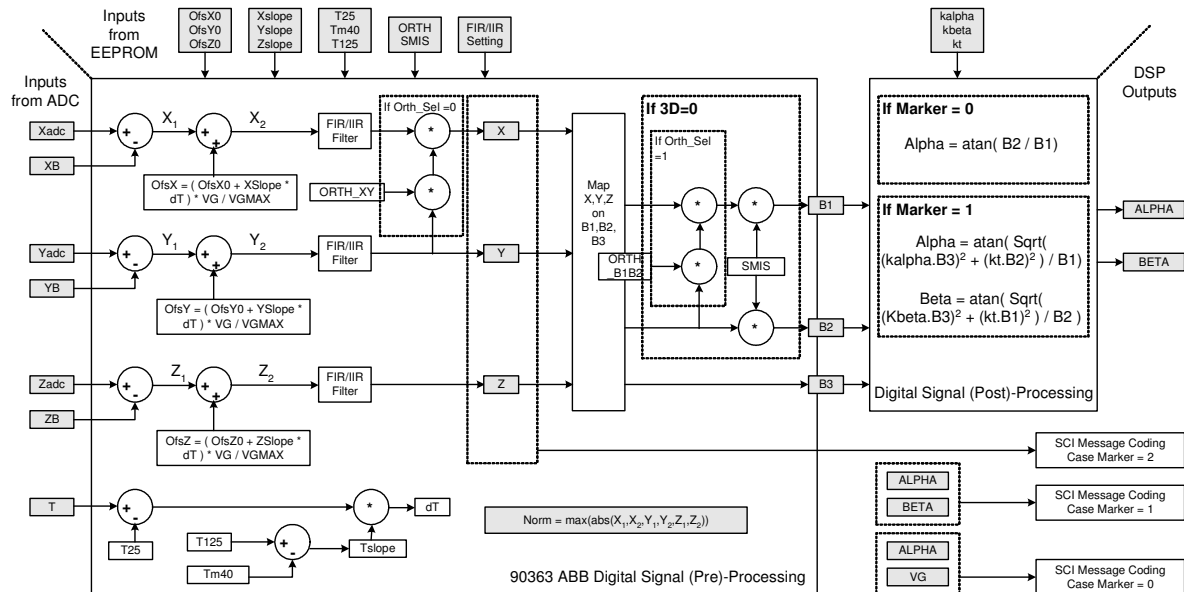 Inputs
from
EEPROM
OfsX0
OfsY0
OfsZ0
Xslope
Yslope
Zslope
T25
Tm40
T125
ORTH
SMIS
FIR/IIR
Setting
kalpha
kbeta
kt
Inputs
from ADC
DSP
Outputs
Xadc
XB
+
-
X1
+
+
X2
FIR/IIR
Filter
If Orth_Sel =0
*
ORTH_XY
*
X
OfsX = ( OfsX0 + XSlope *
dT ) * VG / VGMAX
Yadc
YB
+
-
Y1
+
+
Y2
FIR/IIR
Filter
Y
OfsY = ( OfsY0 + YSlope *
dT ) * VG / VGMAX
Zadc
ZB
+
-
Z1
+
+
Z2
FIR/IIR
Filter
Z
OfsZ = ( OfsZ0 + ZSlope *
dT ) * VG / VGMAX
Map
X,Y,Z
on
B1,B2,
B3
If 3D=0
If Orth_Sel
=1
*
*
ORTH
_B1B2
*
SMIS
*
B1
B2
B3
If Marker = 0
Alpha = atan( B2 / B1)
If Marker = 1
Alpha = atan( Sqrt(
(kalpha.B3)² + (kt.B2)² ) / B1)
Beta = atan( Sqrt(
(Kbeta.B3)² + (kt.B1)² ) / B2 )
Digital Signal (Post)-Processing
ALPHA
BETA
T
+
-
T25
*
dT
T125
Tm40
+
-
Tslope
Norm = max(abs(X1,X2,Y1,Y2,Z1,Z2))
90363 ABB Digital Signal (Pre)-Processing
SCI Message Coding
Case Marker = 2
ALPHA
BETA
SCI Message Coding
Case Marker = 1
ALPHA
VG
SCI Message Coding
Case Marker = 0